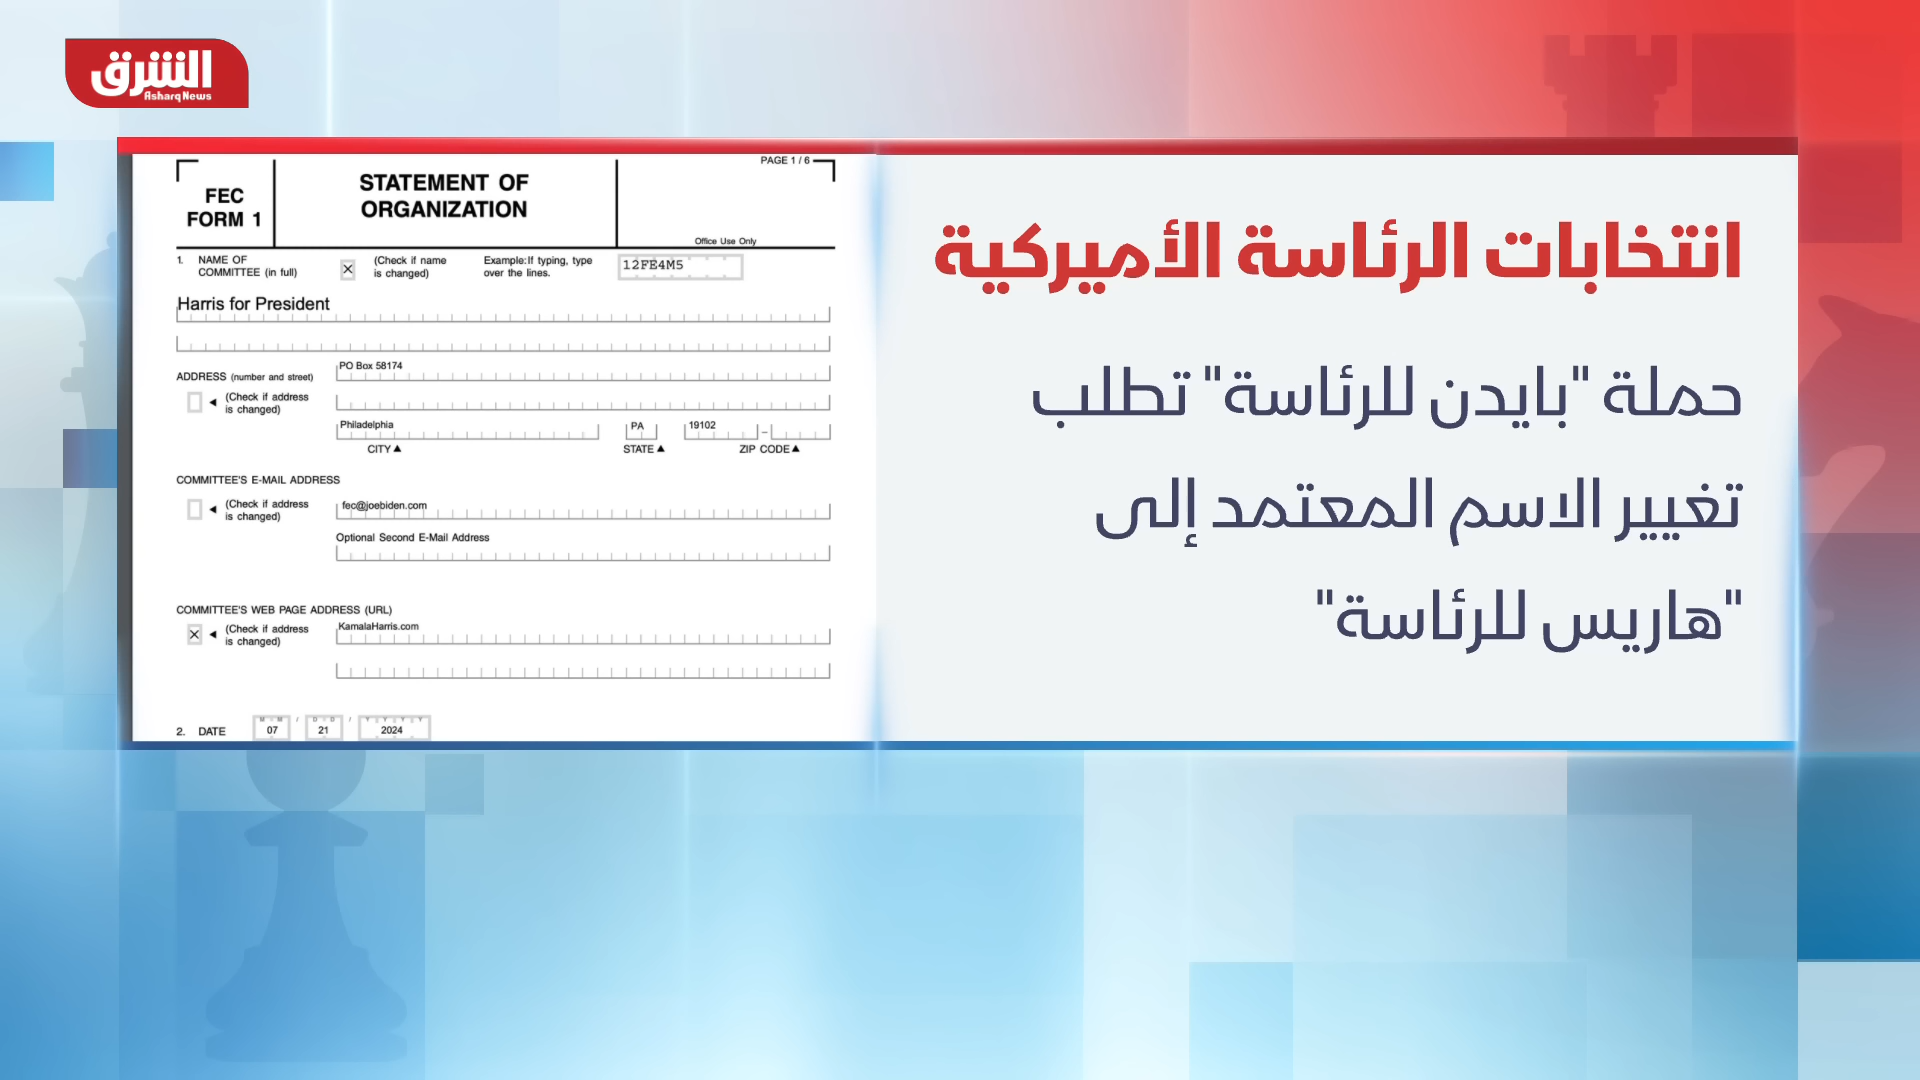 الشرق
Asharq News
PAGE 1 / 6
FEC
FORM 1
STATEMENT OF
ORGANIZATION
Office Use Only
1. NAME OF
COMMITTEE (in full)
X
(Check if name
is changed)
Example:If typing, type
over the lines.
12FE4M5
Harris for President
ADDRESS (number and street)
PO Box 58174
(Check if address
is changed)
Philadelphia
PA
19102
–
CITY
STATE
ZIP CODE
COMMITTEE'S E-MAIL ADDRESS
(Check if address
is changed)
fec@joebiden.com
Optional Second E-Mail Address
COMMITTEE'S WEB PAGE ADDRESS (URL)
X
(Check if address
is changed)
KamalaHarris.com
M M / D D / Y Y Y Y
2. DATE 07 21 2024
انتخابات الرئاسة الأميركية
حملة "بايدن للرئاسة" تطلب
تغيير الاسم المعتمد إلى
"هاريس للرئاسة"